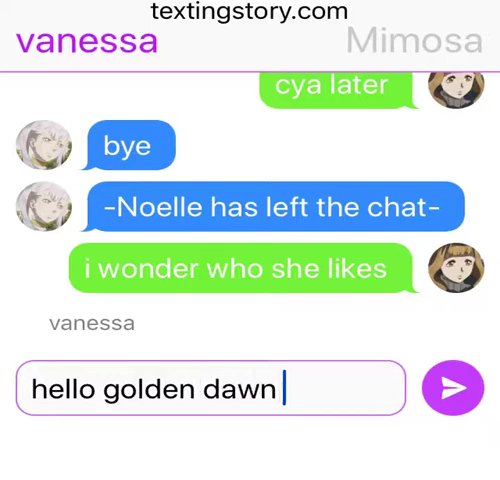 textingstory.com
vanessa
Mimosa
cya later
bye
-Noelle has left the chat-
i wonder who she likes
vanessa
hello golden dawn